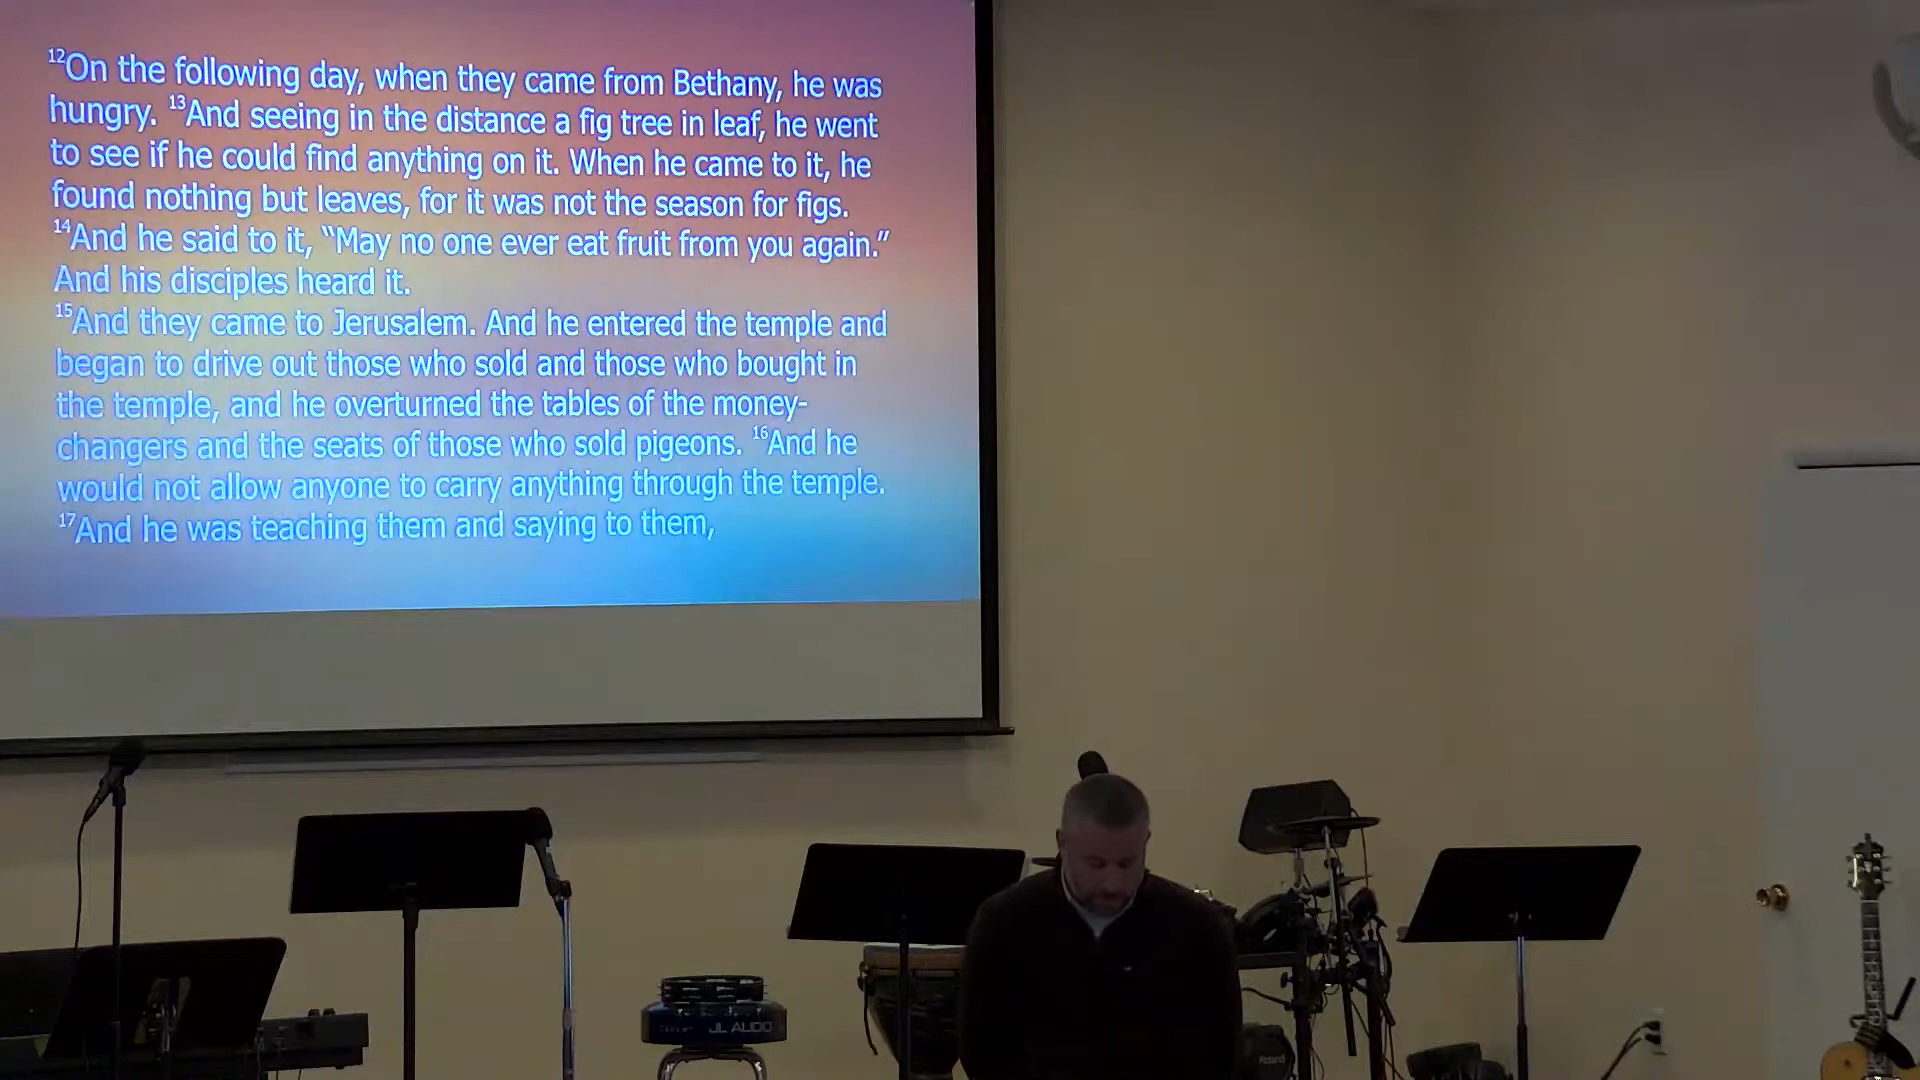 12On the following day, when they came from Bethany, he was
hungry. 13And seeing in the distance a fig tree in leaf, he went
to see if he could find anything on it. When he came to it, he
found nothing but leaves, for it was not the season for figs.
14And he said to it, “May no one ever eat fruit from you again.”
And his disciples heard it.
15And they came to Jerusalem. And he entered the temple and
began to drive out those who sold and those who bought in
the temple, and he overturned the tables of the money-
changers and the seats of those who sold pigeons. 16And he
would not allow anyone to carry anything through the temple.
17And he was teaching them and saying to them,
JL AUDIO
Roland